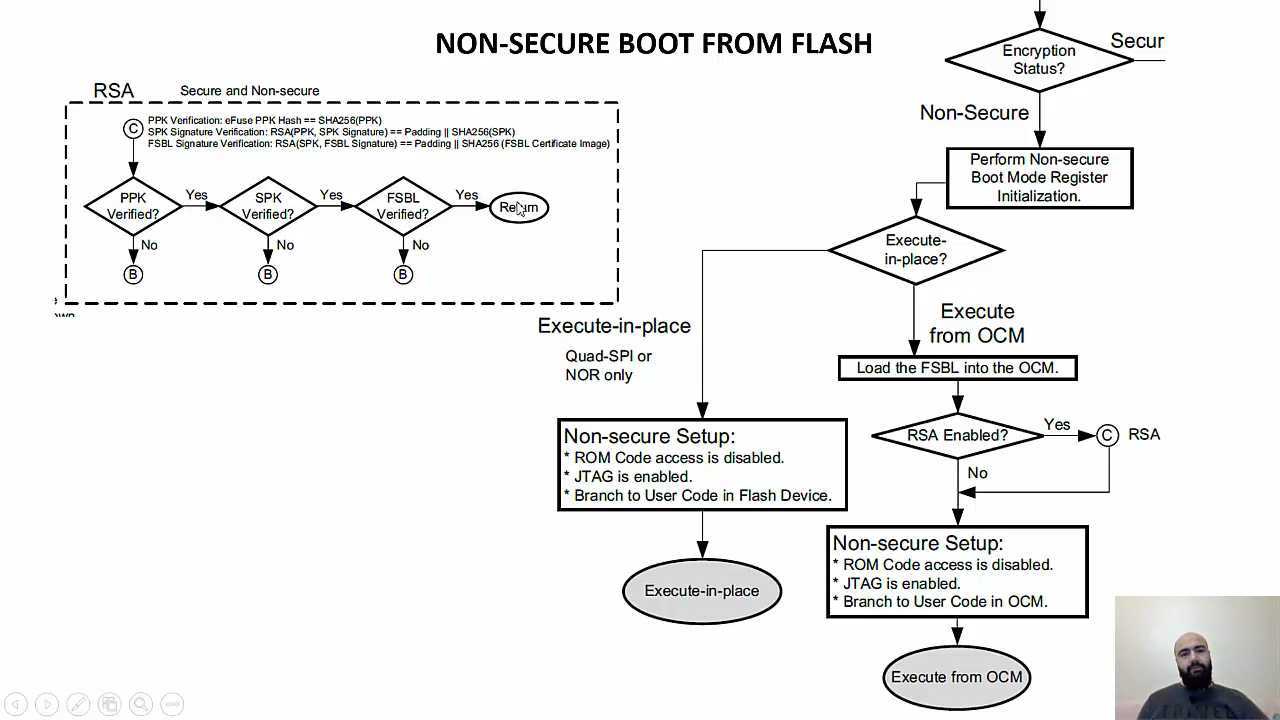 NON-SECURE BOOT FROM FLASH
RSA
Secure and Non-secure
C
PPK Verification: eFuse PPK Hash == SHA256(PPK)
SPK Signature Verification: RSA(PPK, SPK Signature) == Padding || SHA256(SPK)
FSBL Signature Verification: RSA(SPK, FSBL Signature) == Padding || SHA256 (FSBL Certificate Image)
PPK
Verified?
Yes
SPK
Verified?
Yes
FSBL
Verified?
Yes
Return
No
No
No
B
B
B
Encryption
Status?
Secur
Non-Secure
Perform Non-secure
Boot Mode Register
Initialization.
Execute-
in-place?
Execute-in-place
Quad-SPI or
NOR only
Execute
from OCM
Load the FSBL into the OCM.
RSA Enabled?
Yes
C
RSA
No
Non-secure Setup:
* ROM Code access is disabled.
* JTAG is enabled.
* Branch to User Code in Flash Device.
Execute-in-place
Non-secure Setup:
* ROM Code access is disabled.
* JTAG is enabled.
* Branch to User Code in OCM.
Execute from OCM